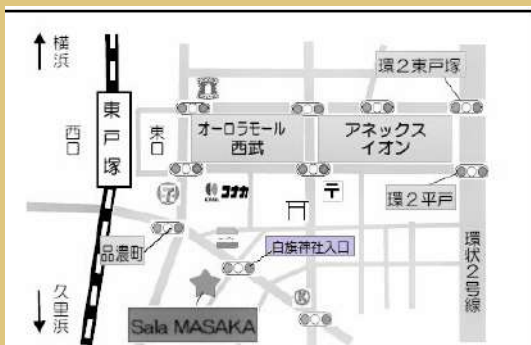 横浜
環2東戸塚
東戸塚
西口
東口
オーロラモール
西武
アネックス
イオン
コナカ
〒
環2平戸
品濃町
白旗神社入口
環状2号線
久里浜
Sala MASAKA